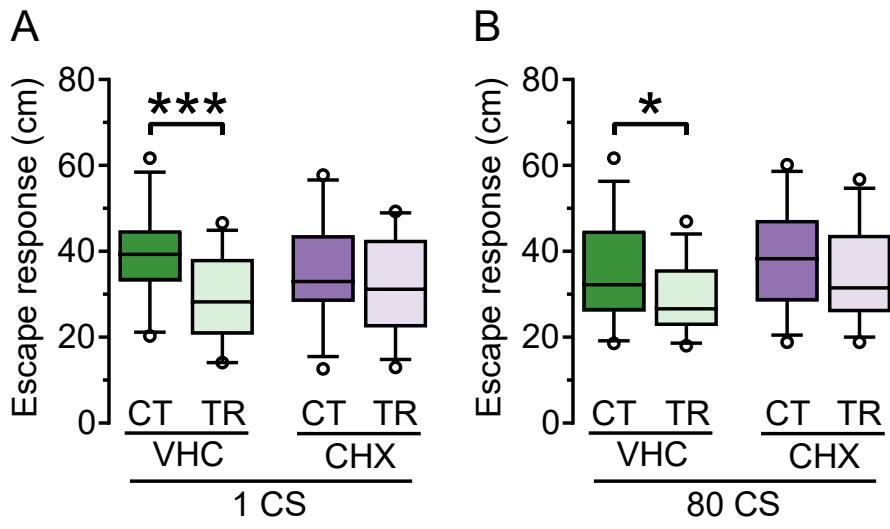 A
Escape response (cm)
80
60
40
20
0
***
CT TR CT TR
VHC CHX
1 CS
B
Escape response (cm)
80
60
40
20
0
*
CT TR CT TR
VHC CHX
80 CS